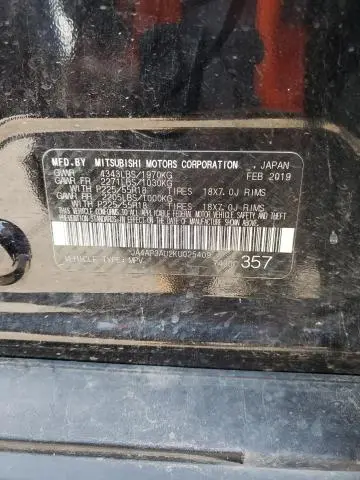 MFD.BY MITSUBISHI MOTORS CORPORATION, JAPAN
FEB 2019
GVWR 4343LBS/1970KG
GAWR FR 2271LBS/1030KG
WITH P225/55R18 TIRES 18X7.0J RIMS
GAWR RR 2205LBS/1000KG
WITH P225/55R18 TIRES 18X7.0J RIMS
THIS VEHICLE CONFORMS TO ALL APPLICABLE FEDERAL MOTOR VEHICLE SAFETY, BUMPER, AND THEFT PREVENTION STANDARDS IN EFFECT ON THE DATE OF MANUFACTURE SHOWN ABOVE.
JA4AP3AU2KU025409
VEHICLE TYPE: MPV
357